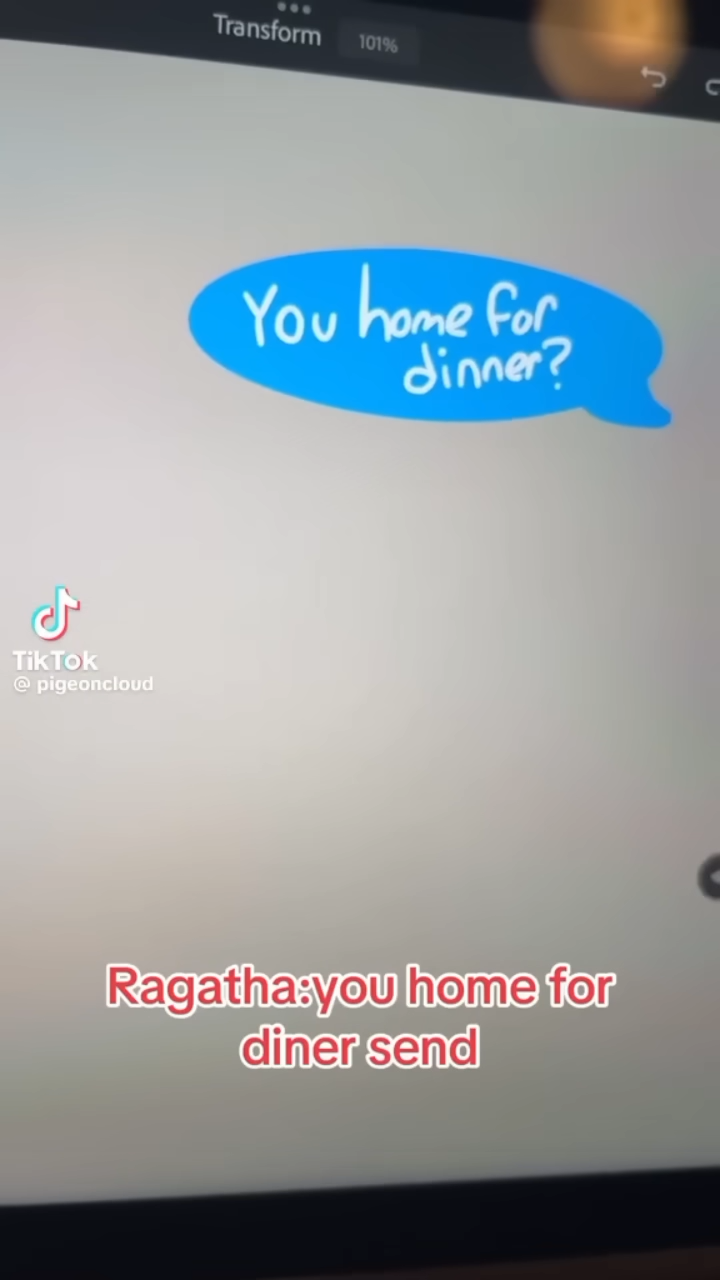 Transform 101%
You home for
dinner?
TikTok
@ pigeoncloud
Ragatha:you home for
diner send